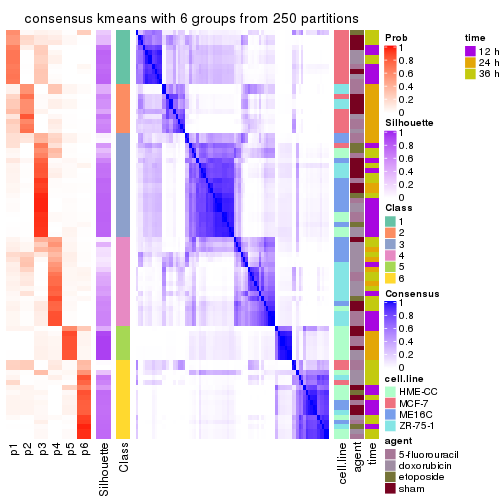 consensus kmeans with 6 groups from 250 partitions
Prob
1
0.8
0.6
0.4
0.2
0
time
12 h
24 h
36 h
Silhouette
1
0.8
0.6
0.4
0.2
0
Class
1
2
3
4
5
6
Consensus
1
0.8
0.6
0.4
0.2
0
cell.line
HME-CC
MCF-7
ME16C
ZR-75-1
agent
5-fluorouracil
doxorubicin
etoposide
sham
p1
p2
p3
p4
p5
p6
Silhouette
Class
cell.line
agent
time